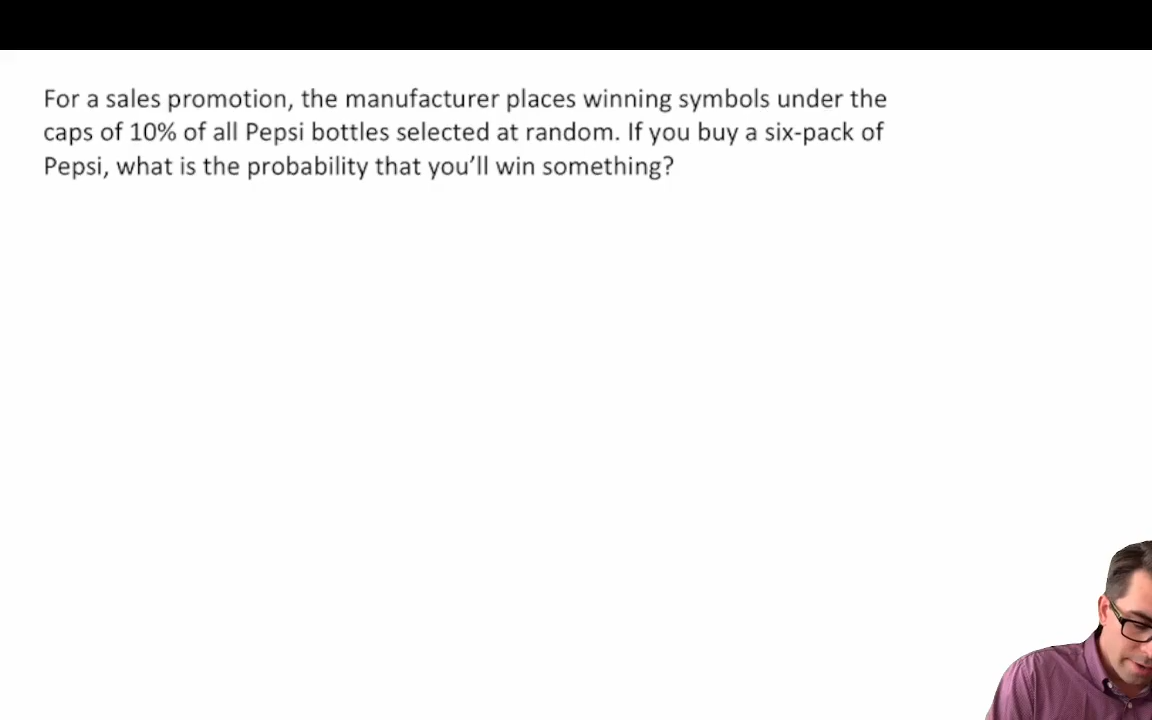 For a sales promotion, the manufacturer places winning symbols under the
caps of 10% of all Pepsi bottles selected at random. If you buy a six-pack of
Pepsi, what is the probability that you’ll win something?